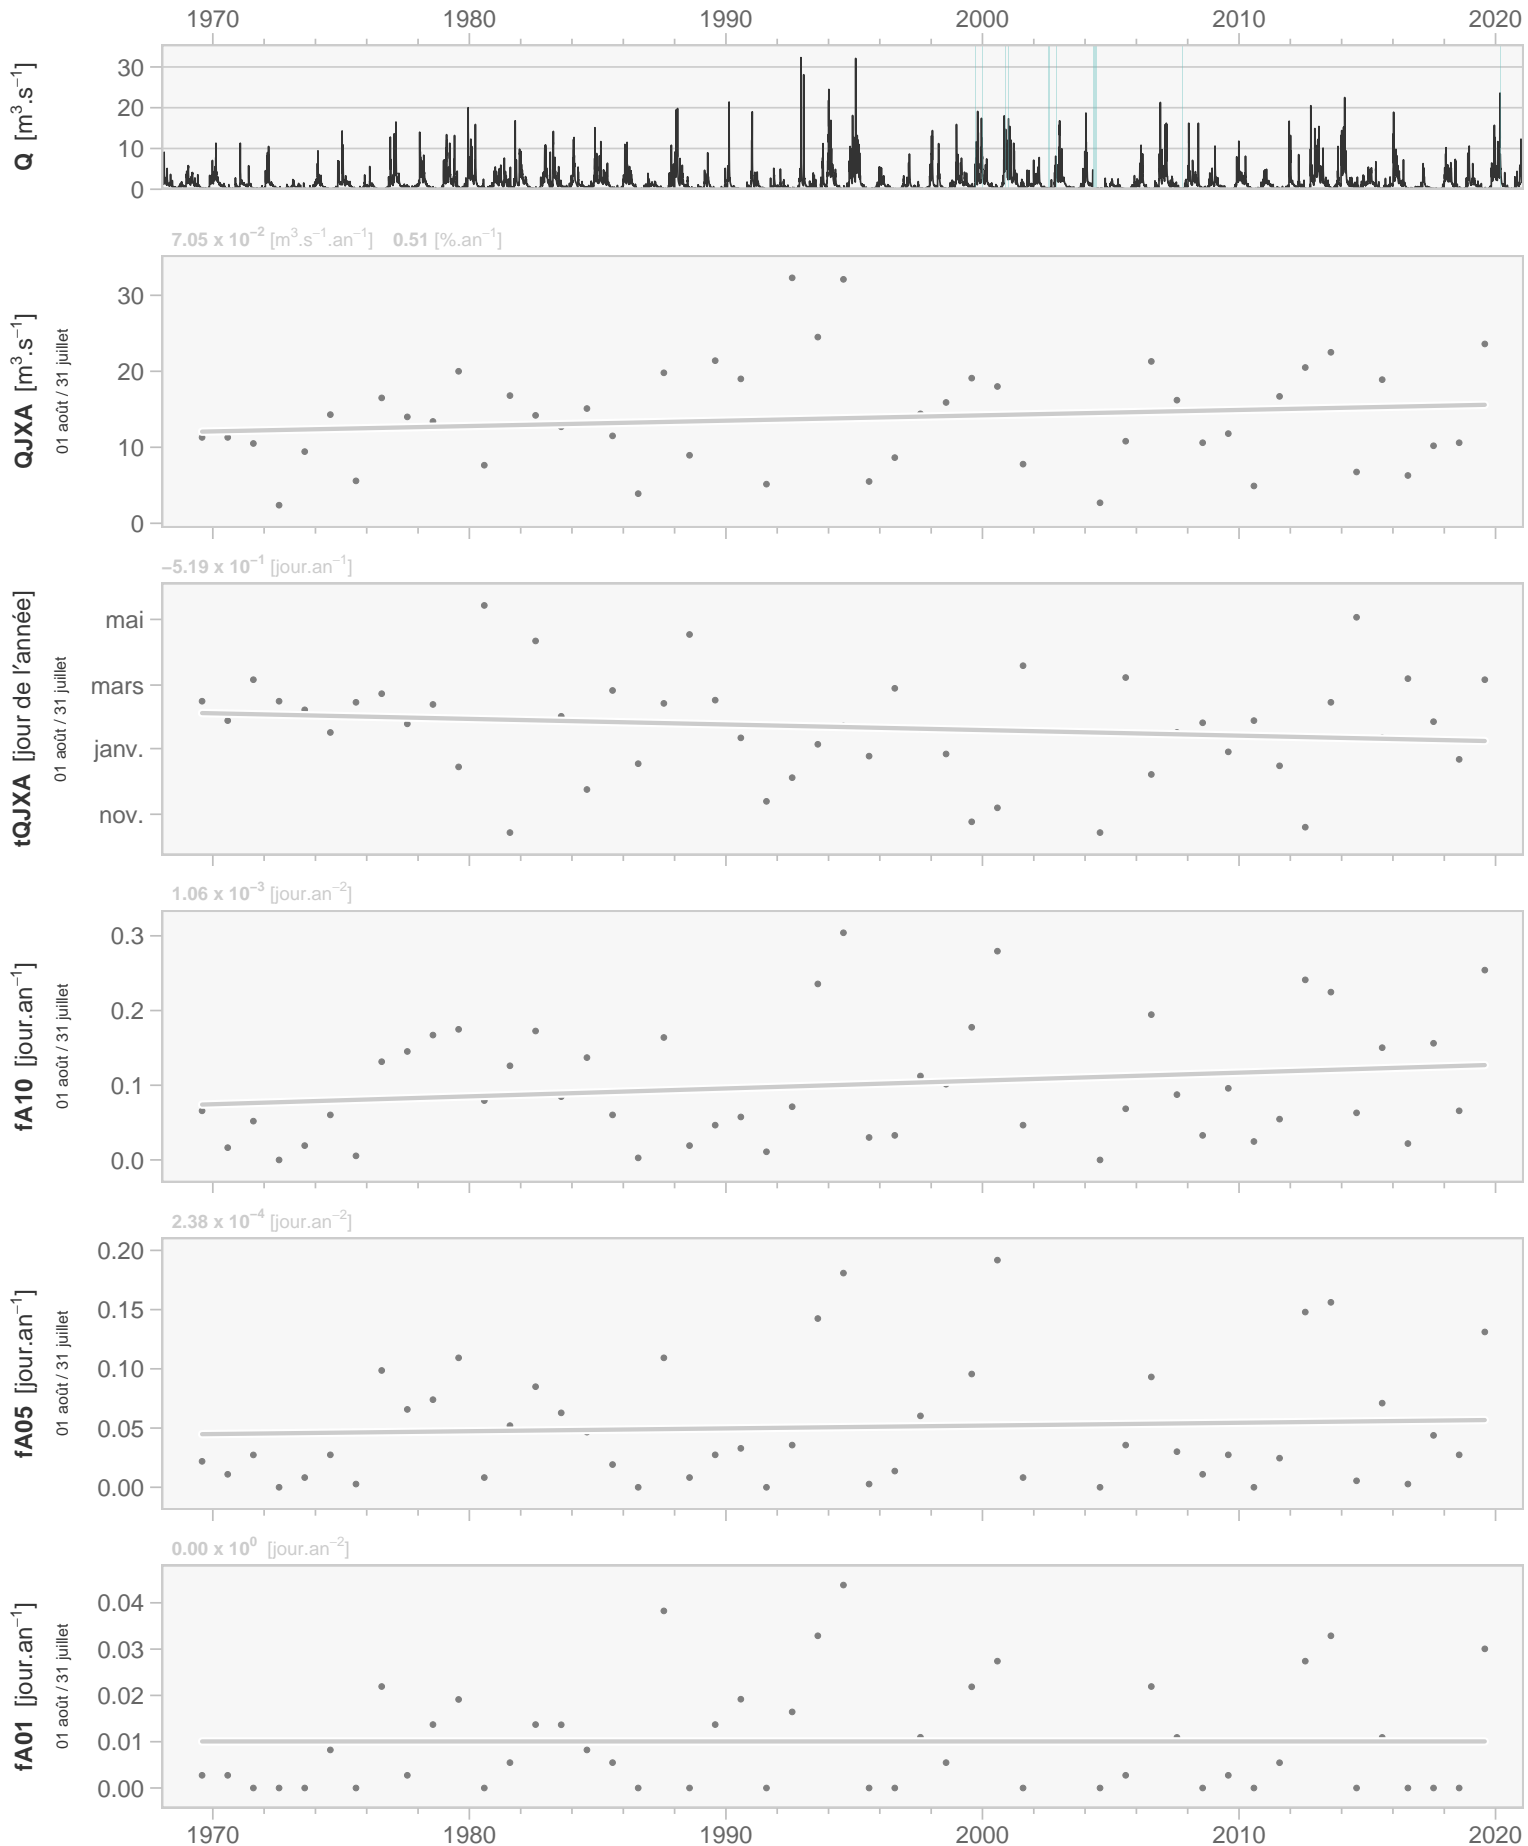 1970 1980 1990 2000 2010 2020
Q [m³.s⁻¹]
30
20
10
0
7.05 x 10⁻² [m³.s⁻¹.an⁻¹] 0.51 [%.an⁻¹]
QJXA [m³.s⁻¹]
01 août / 31 juillet
30
20
10
0
−5.19 x 10⁻¹ [jour.an⁻¹]
tQJXA [jour de l'année]
01 août / 31 juillet
mai
mars
janv.
nov.
1.06 x 10⁻³ [jour.an⁻²]
fA10 [jour.an⁻¹]
01 août / 31 juillet
0.3
0.2
0.1
0.0
2.38 x 10⁻⁴ [jour.an⁻²]
fA05 [jour.an⁻¹]
01 août / 31 juillet
0.20
0.15
0.10
0.05
0.00
0.00 x 10⁰ [jour.an⁻²]
fA01 [jour.an⁻¹]
01 août / 31 juillet
0.04
0.03
0.02
0.01
0.00
1970 1980 1990 2000 2010 2020